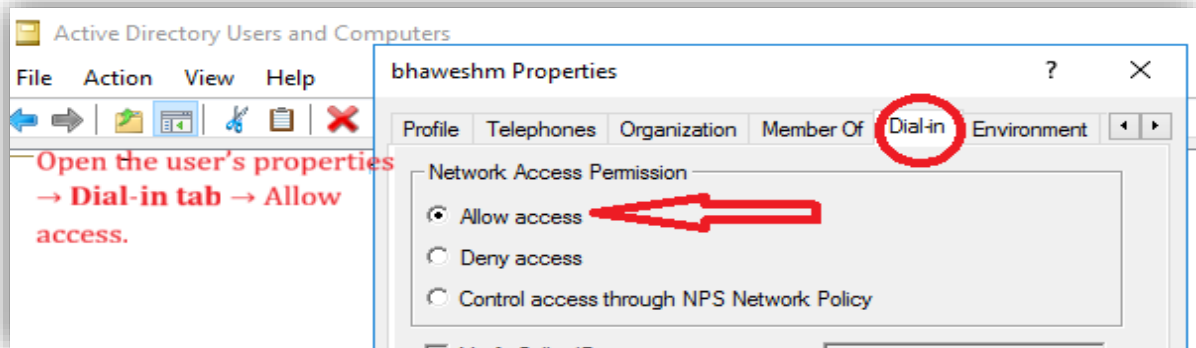 Active Directory Users and Computers
File Action View Help
bhaweshm Properties ? ×
Profile Telephones Organization Member Of Dial-in Environment
Open the user's properties
→ Dial-in tab → Allow
access.
Network Access Permission
Allow access
Deny access
Control access through NPS Network Policy